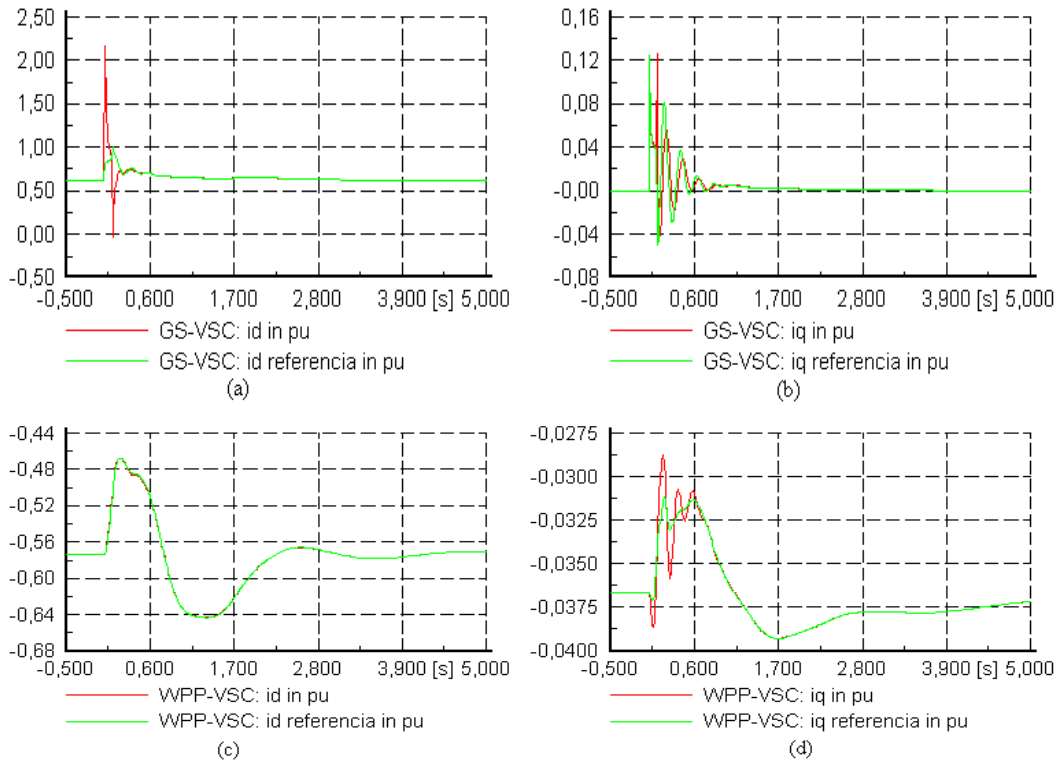 2,50
2,00
1,50
1,00
0,50
0,00
-0,50
-0,500 0,600 1,700 2,800 3,900 [s] 5,000
GS-VSC: id in pu
GS-VSC: id referencia in pu
(a)
0,16
0,12
0,08
0,04
-0,00
-0,04
-0,08
-0,500 0,600 1,700 2,800 3,900 [s] 5,000
GS-VSC: iq in pu
GS-VSC: iq referencia in pu
(b)
-0,44
-0,48
-0,52
-0,56
-0,60
-0,64
-0,68
-0,500 0,600 1,700 2,800 3,900 [s] 5,000
WPP-VSC: id in pu
WPP-VSC: id referencia in pu
(c)
-0,0275
-0,0300
-0,0325
-0,0350
-0,0375
-0,0400
-0,500 0,600 1,700 2,800 3,900 [s] 5,000
WPP-VSC: iq in pu
WPP-VSC: iq referencia in pu
(d)